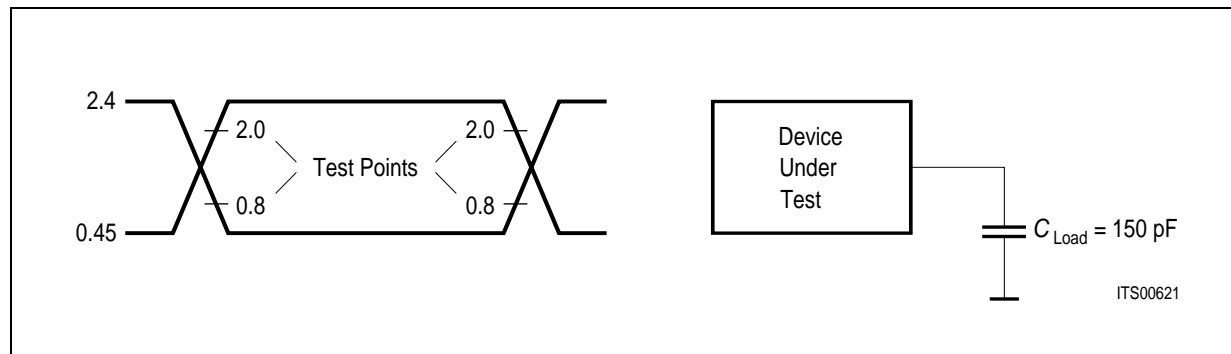 2.4
2.0
2.0
Test Points
0.8
0.8
0.45
Device
Under
Test
C Load = 150 pF
ITS00621